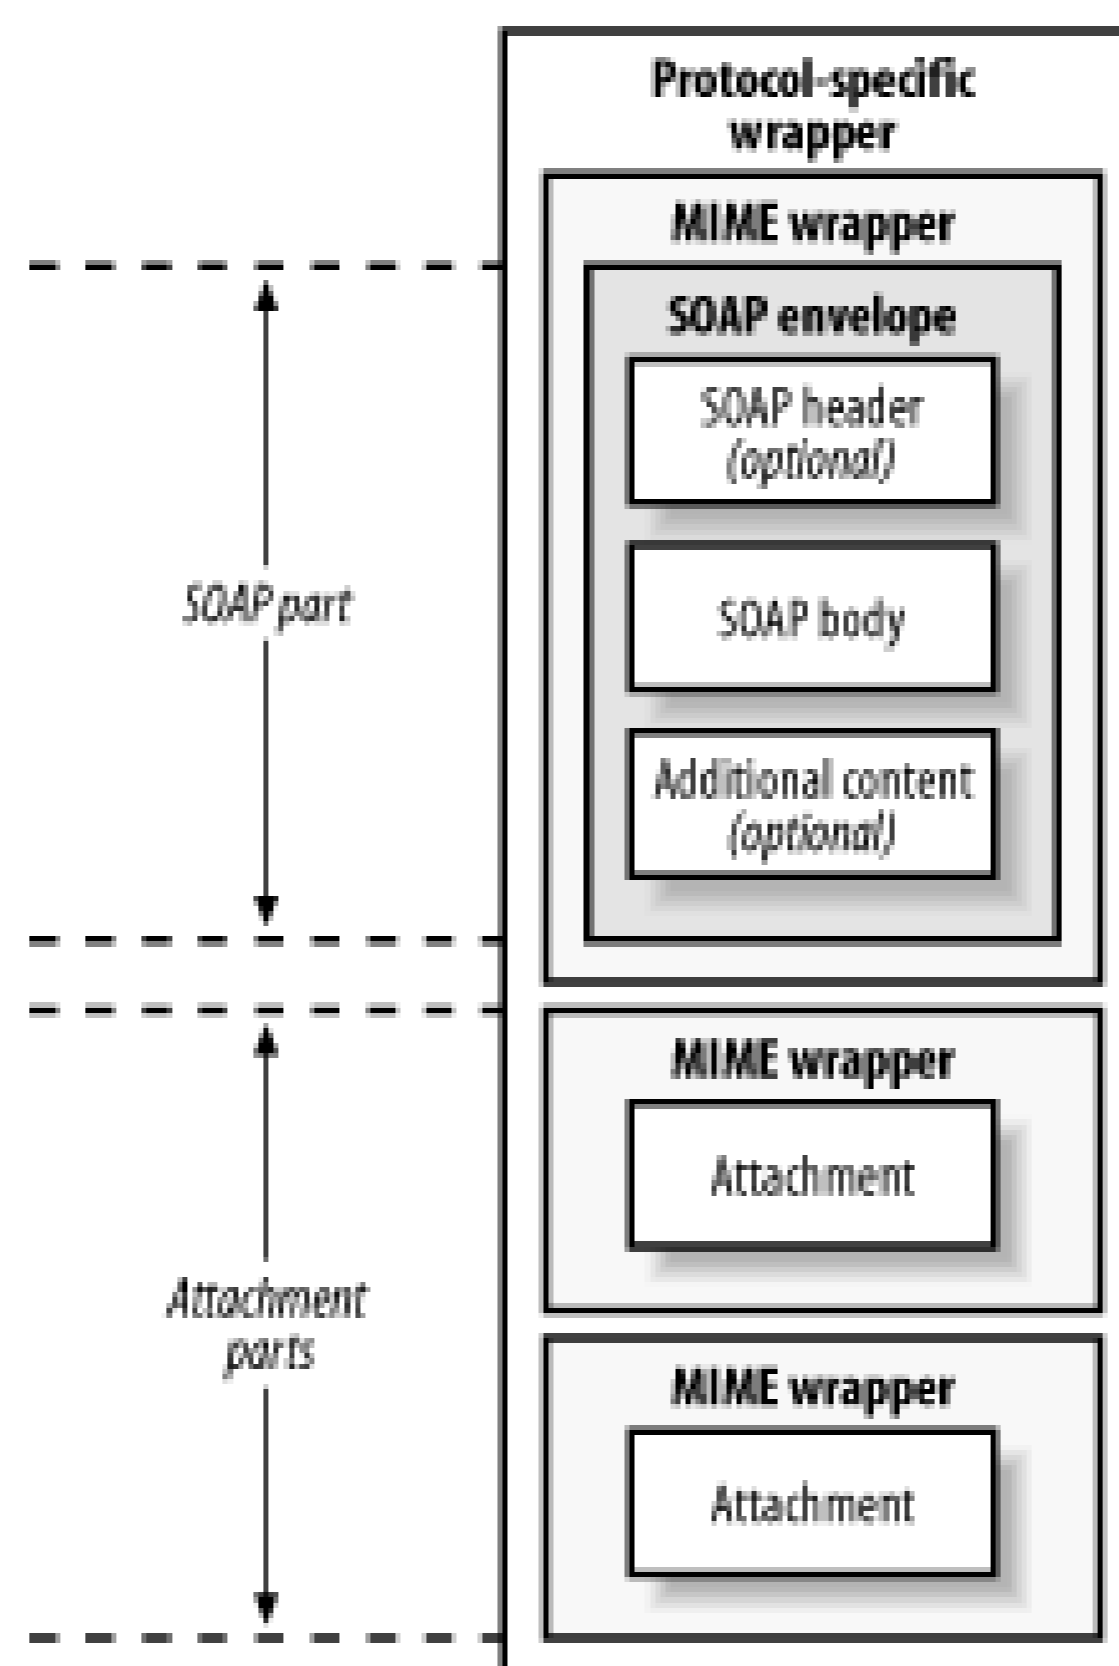 Protocol-specific
wrapper
MIME wrapper
SOAP envelope
SOAP header
(optional)
SOAP body
Additional content
(optional)
SOAP part
MIME wrapper
Attachment
Attachment
parts
MIME wrapper
Attachment